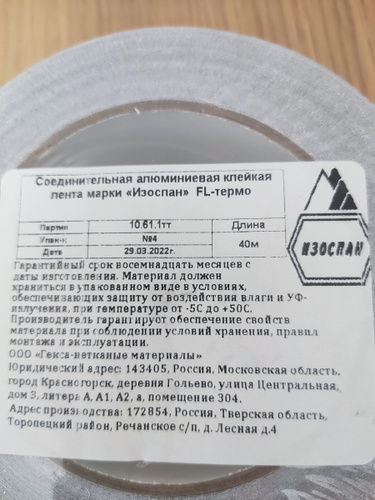 Соединительная алюминиевая клейкая
лента марки «Изоспан» FL-термо
Партия 10.61.1тт Длина
Упак-к №4 40м
Дата 29.03.2022г.
ИЗОСПАН
Гарантийный срок восемнадцать месяцев с
даты изготовления. Материал должен
храниться в упакованном виде в условиях,
обеспечивающих защиту от воздействия влаги и УФ-
излучения, при температуре от -5С до +50С.
Производитель гарантирует обеспечение свойств
материала при соблюдении условий хранения, правил
монтажа и эксплуатации.
ООО «Гекса-нетканые материалы»
Юридический адрес: 143405, Россия, Московская область,
город Красногорск, деревня Гольево, улица Центральная,
дом 3, литера А, А1, А2, а, помещение 304.
Адрес производства: 172854, Россия, Тверская область,
Торопецкий район, Речанское с/п, д. Лесная д.4